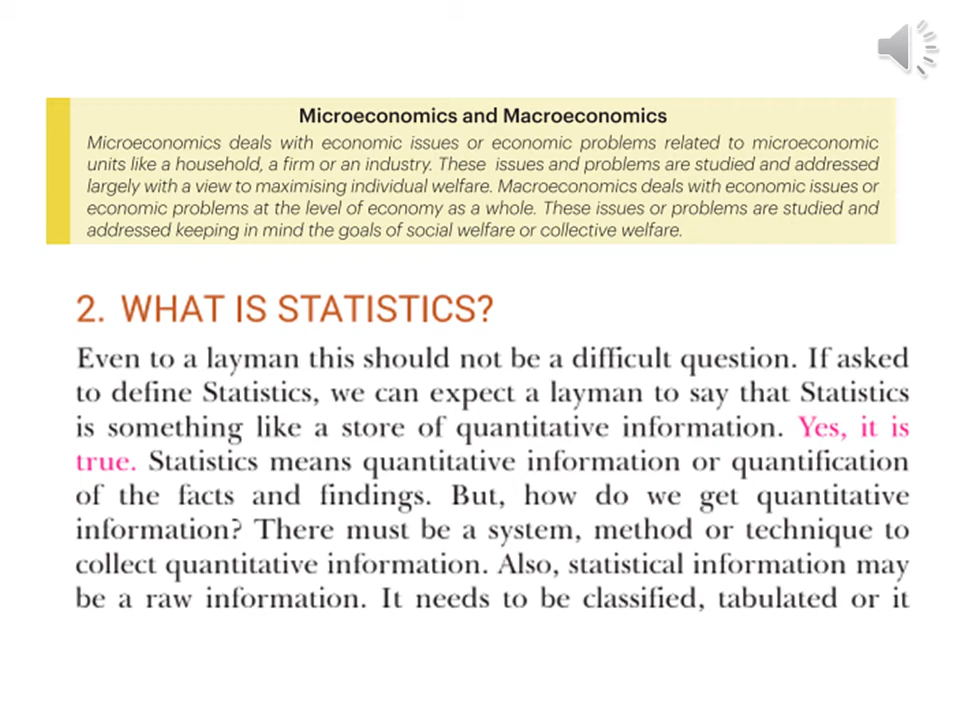 Microeconomics and Macroeconomics
Microeconomics deals with economic issues or economic problems related to microeconomic
units like a household, a firm or an industry. These issues and problems are studied and addressed
largely with a view to maximising individual welfare. Macroeconomics deals with economic issues or
economic problems at the level of economy as a whole. These issues or problems are studied and
addressed keeping in mind the goals of social welfare or collective welfare.
2. WHAT IS STATISTICS?
Even to a layman this should not be a difficult question. If asked
to define Statistics, we can expect a layman to say that Statistics
is something like a store of quantitative information. Yes, it is
true. Statistics means quantitative information or quantification
of the facts and findings. But, how do we get quantitative
information? There must be a system, method or technique to
collect quantitative information. Also, statistical information may
be a raw information. It needs to be classified, tabulated or it